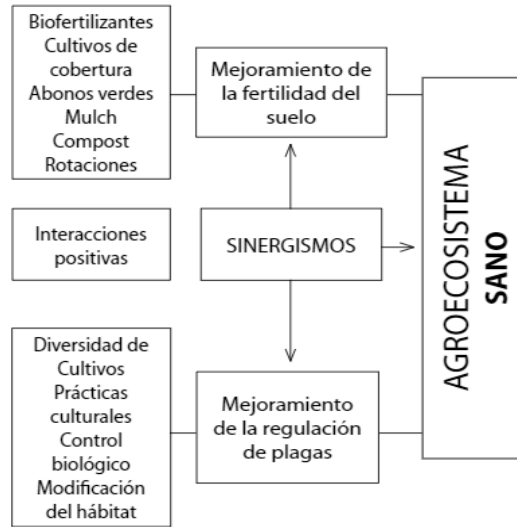 Biofertilizantes
Cultivos de
cobertura
Abonos verdes
Mulch
Compost
Rotaciones
Mejoramiento de
la fertilidad del
suelo
Interacciones
positivas
SINERGISMOS
Diversidad de
Cultivos
Prácticas
culturales
Control
biológico
Modificación
del hábitat
Mejoramiento
de la regulación
de plagas
AGROECOSISTEMA
SANO